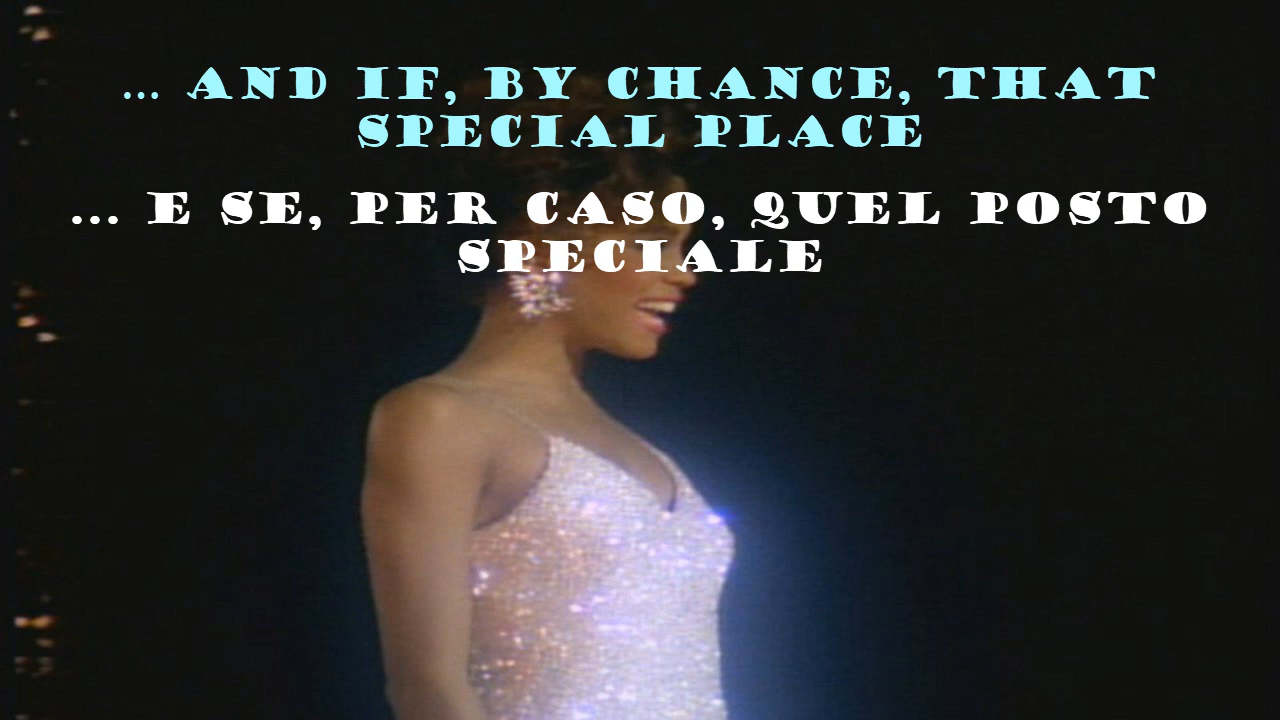 ... AND IF, BY CHANCE, THAT
SPECIAL PLACE
... E SE, PER CASO, QUEL POSTO
SPECIALE